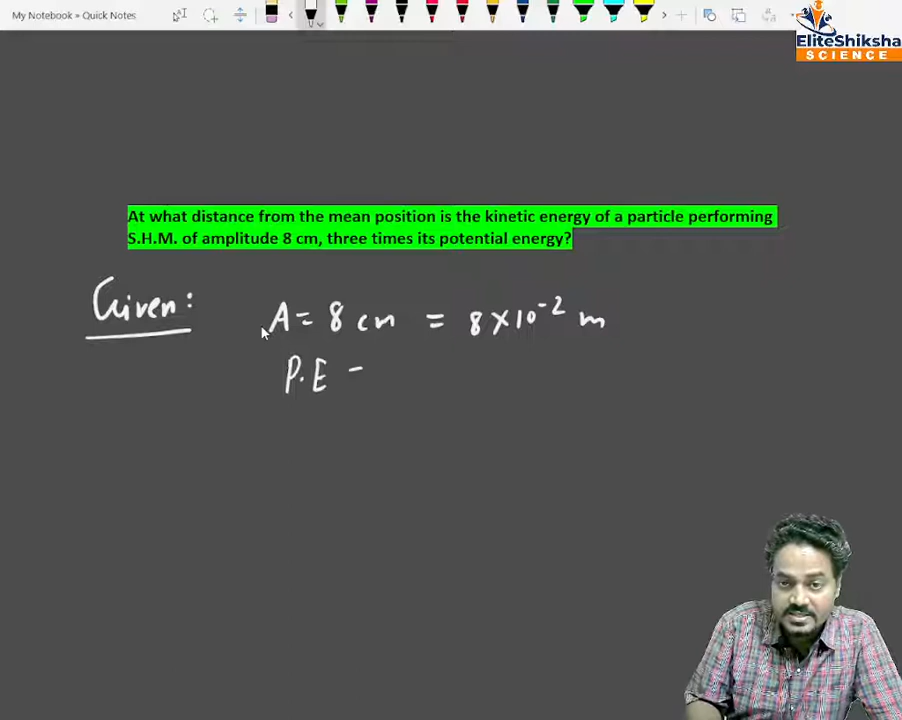 My Notebook » Quick Notes
EliteShiksha
SCIENCE
At what distance from the mean position is the kinetic energy of a particle performing
S.H.M. of amplitude 8 cm, three times its potential energy?
Given:
A = 8 cm = 8 × 10⁻² m
P.E -